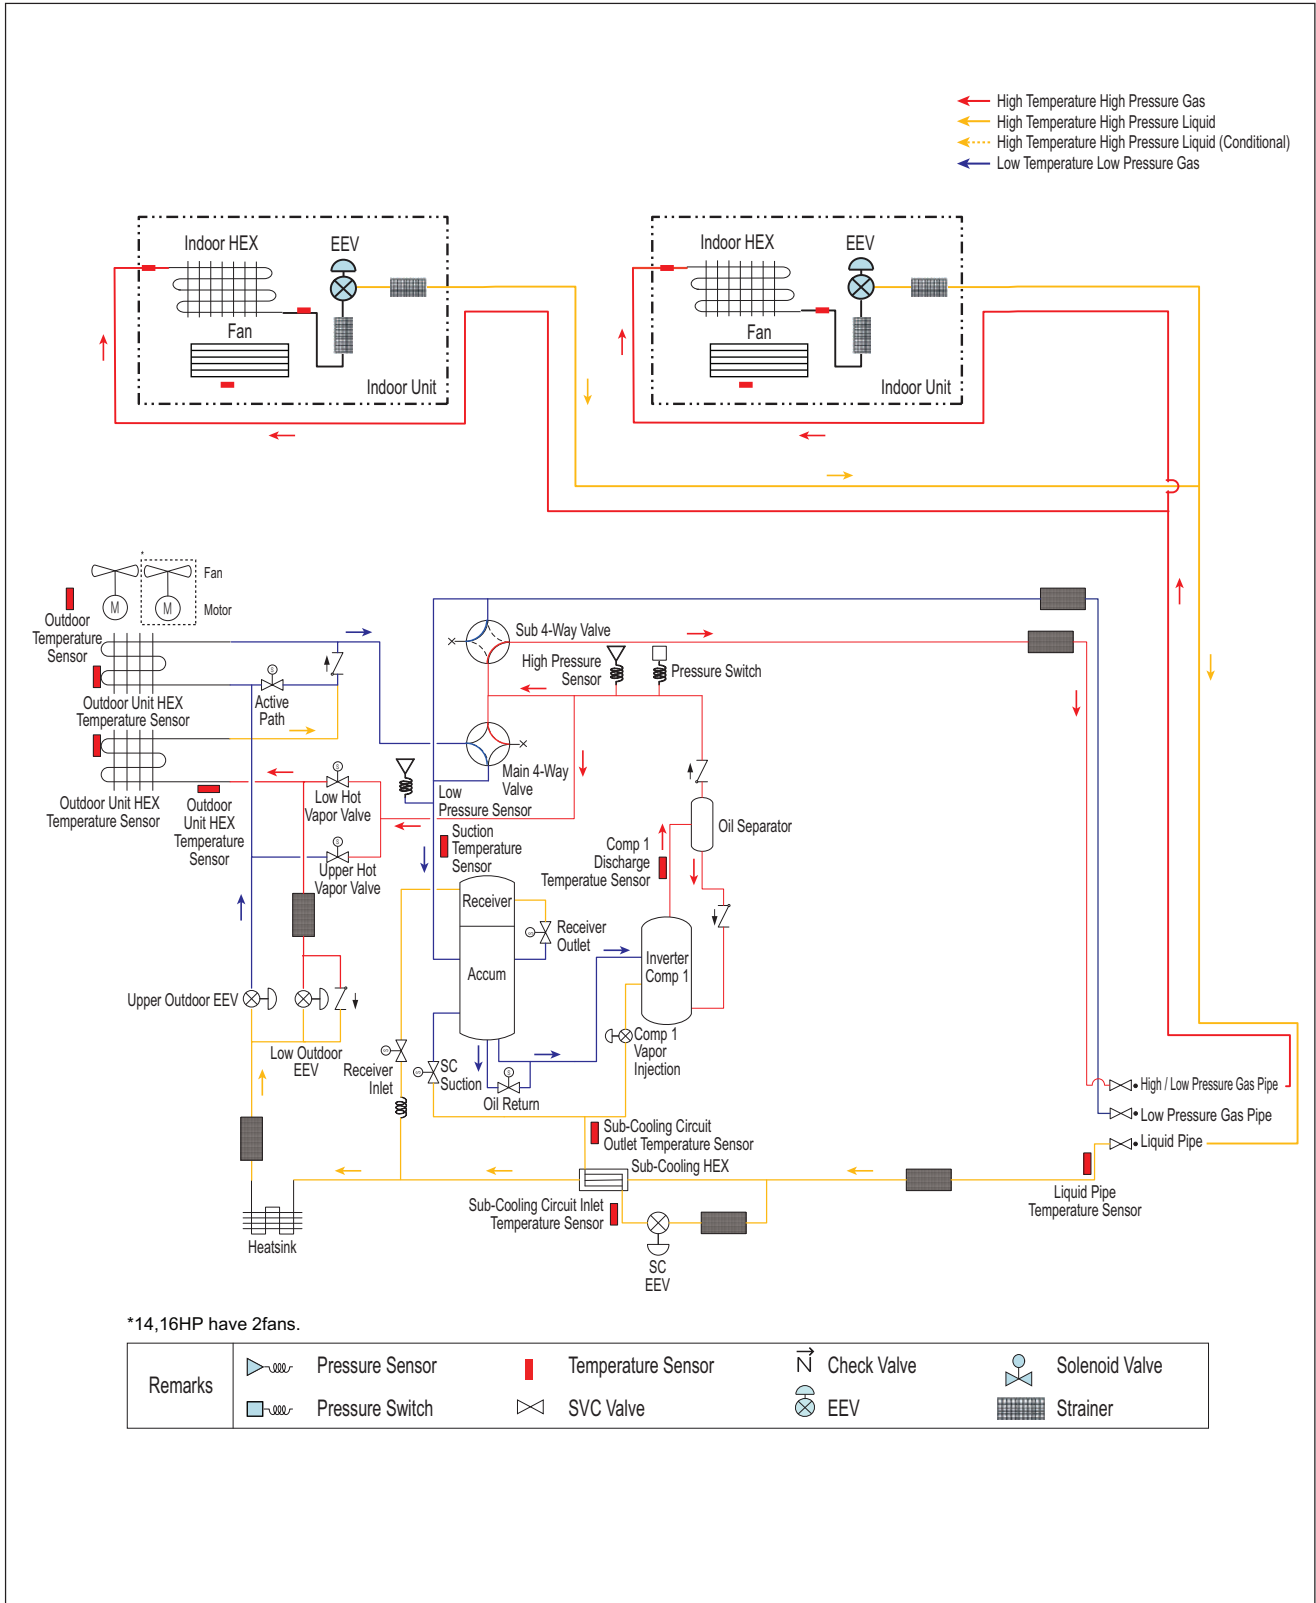 High Temperature High Pressure Gas
High Temperature High Pressure Liquid
High Temperature High Pressure Liquid (Conditional)
Low Temperature Low Pressure Gas
Indoor HEX
EEV
Fan
Indoor Unit
Indoor HEX
EEV
Fan
Indoor Unit
*
Fan
M
M
Motor
Outdoor
Temperature
Sensor
Sub 4-Way Valve
High Pressure
Sensor
Pressure Switch
S
Active
Path
Outdoor Unit HEX
Temperature Sensor
Main 4-Way
Valve
Low
Pressure Sensor
S
Low Hot
Vapor Valve
Outdoor Unit HEX
Temperature Sensor
Outdoor
Unit HEX
Temperature
Sensor
Suction
Temperature
Sensor
Oil Separator
Comp 1
Discharge
Temperatue Sensor
S
Upper Hot
Vapor Valve
Receiver
S
Receiver
Outlet
Accum
Inverter
Comp 1
Upper Outdoor EEV
Low Outdoor
EEV
S
Receiver
Inlet
S
SC
Suction
S
Oil Return
Comp 1
Vapor
Injection
High / Low Pressure Gas Pipe
Low Pressure Gas Pipe
Liquid Pipe
Sub-Cooling Circuit
Outlet Temperature Sensor
Sub-Cooling HEX
Liquid Pipe
Temperature Sensor
Sub-Cooling Circuit Inlet
Temperature Sensor
Heatsink
SC
EEV
*14,16HP have 2fans.
Remarks
Pressure Sensor
Temperature Sensor
Check Valve
Solenoid Valve
Pressure Switch
SVC Valve
EEV
Strainer